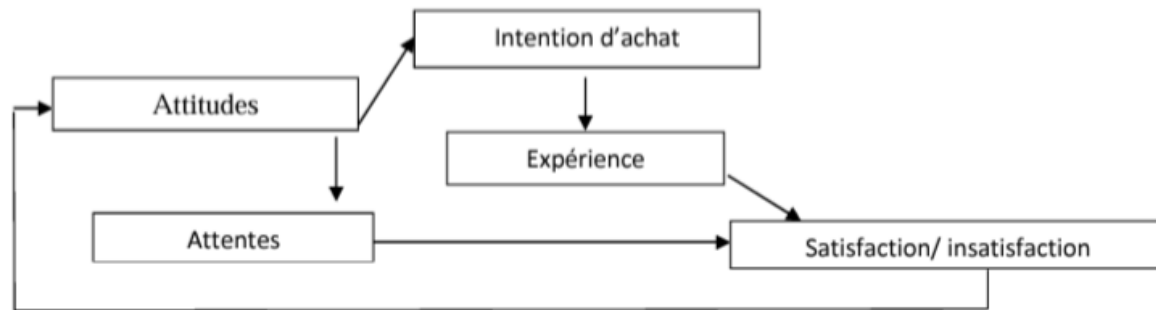 Intention d'achat
Attitudes
Expérience
Attentes
Satisfaction/ insatisfaction